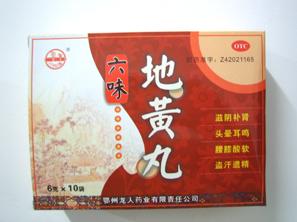 OTC
国药准字：Z42021165
六味
地黄丸
滋阴补肾
头晕耳鸣
腰膝酸软
盗汗遗精
6克×10袋
鄂州龙人药业有限责任公司